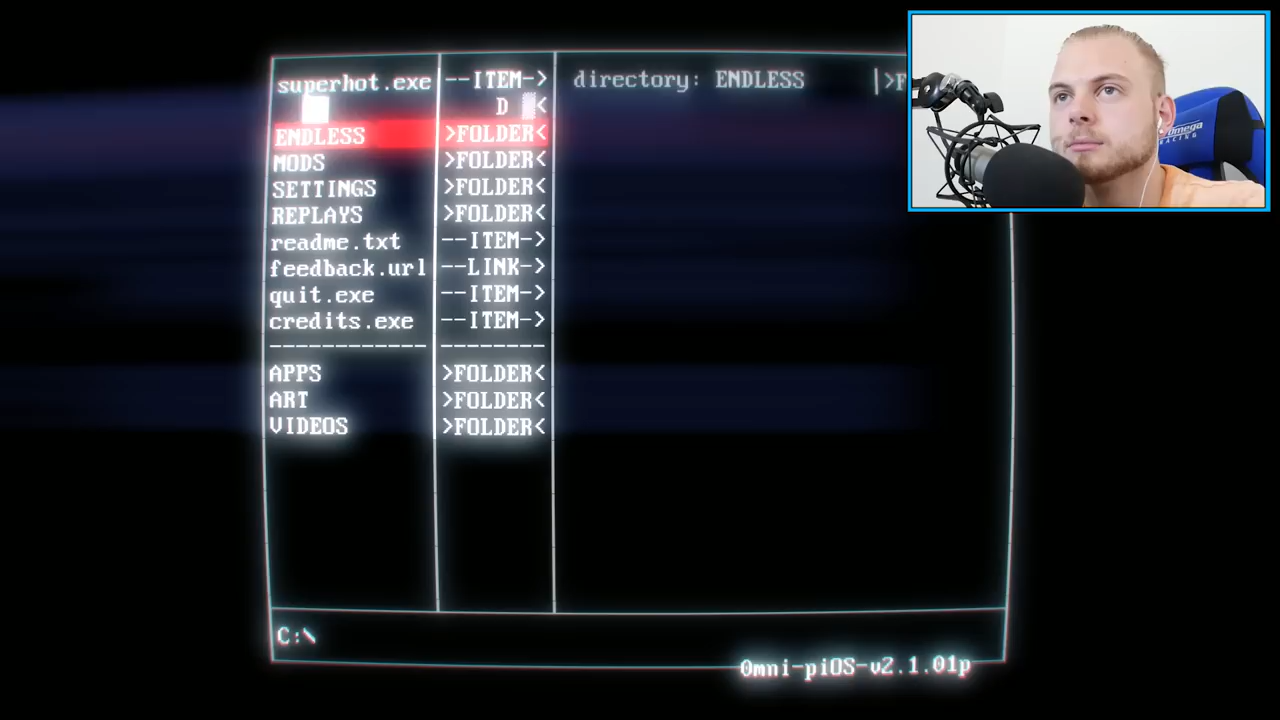 superhot.exe --ITEM-> directory: ENDLESS |>F
D <
ENDLESS >FOLDER<
MODS >FOLDER<
SETTINGS >FOLDER<
REPLAYS >FOLDER<
readme.txt --ITEM->
feedback.url --LINK->
quit.exe --ITEM->
credits.exe --ITEM->
------------ --------
APPS >FOLDER<
ART >FOLDER<
VIDEOS >FOLDER<
C:\
Omni-piOS-v2.1.01p
omega
RACING